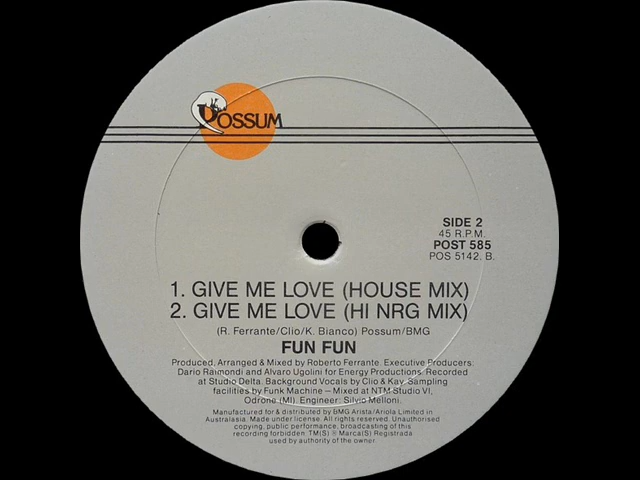 POSSUM
SIDE 2
45 R.P.M.
POST 585
POS 5142. B.
1. GIVE ME LOVE (HOUSE MIX)
2. GIVE ME LOVE (HI NRG MIX)
(R. Ferrante/Clio/K. Bianco) Possum/BMG
FUN FUN
Produced, Arranged & Mixed by Roberto Ferrante. Executive Producers:
Dario Raimondi and Alvaro Ugolini for Energy Productions. Recorded
at Studio Delta. Background Vocals by Clio & Kay. Sampling
facilities by Funk Machine – Mixed at NTM Studio VI,
Odrone (MI). Engineer: Silvio Melloni.
Manufactured for & distributed by BMG Arista/Ariola Limited in
Australasia. Made under license. All rights reserved. Unauthorised
copying, public performance, broadcasting of this
recording forbidden. TM(S) ® Marca(S) Registrada
used by authority of the owner.